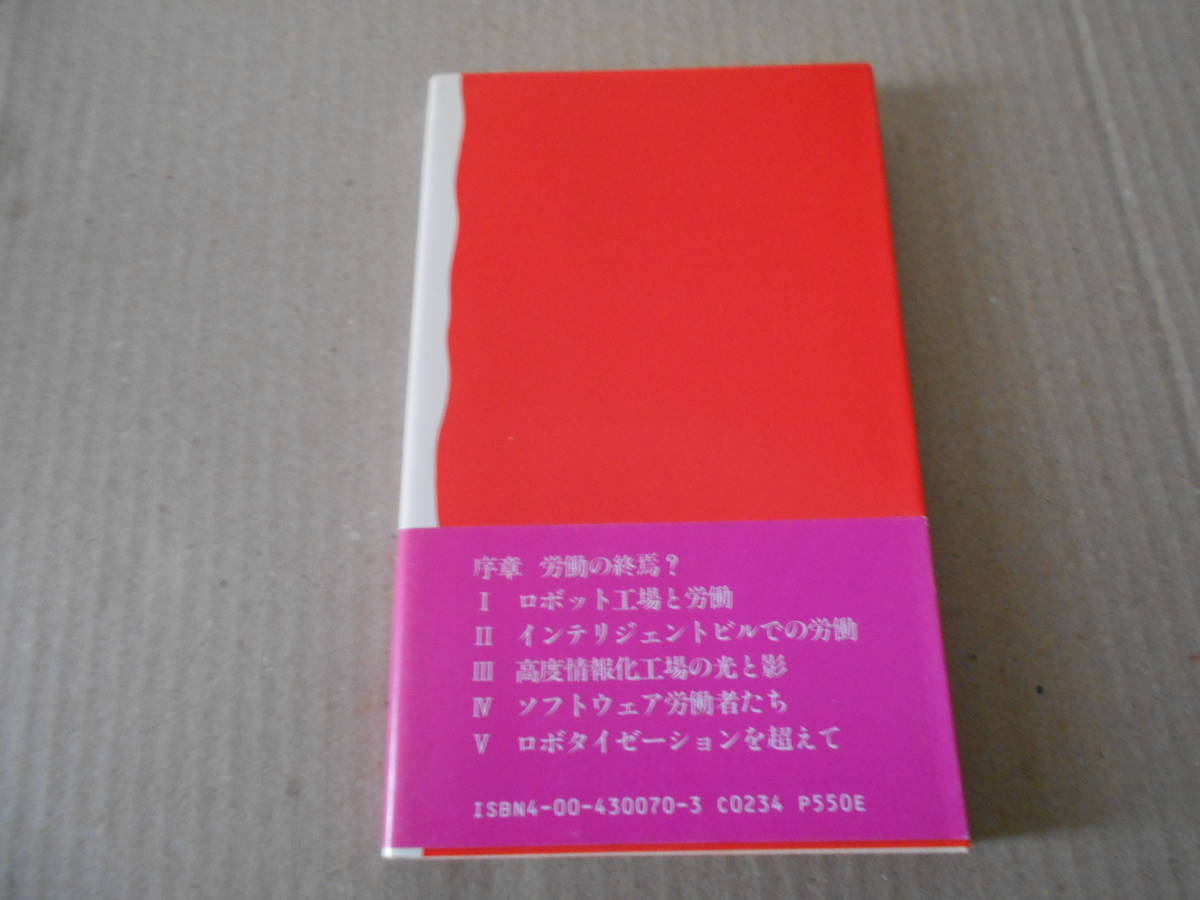 序章 労働の終焉?
I ロボット工場と労働
II インテリジェントビルでの労働
III 高度情報化工場の光と影
IV ソフトウェア労働者たち
V ロボタイゼーションを超えて
ISBN4-00-430070-3 C0234 P550E